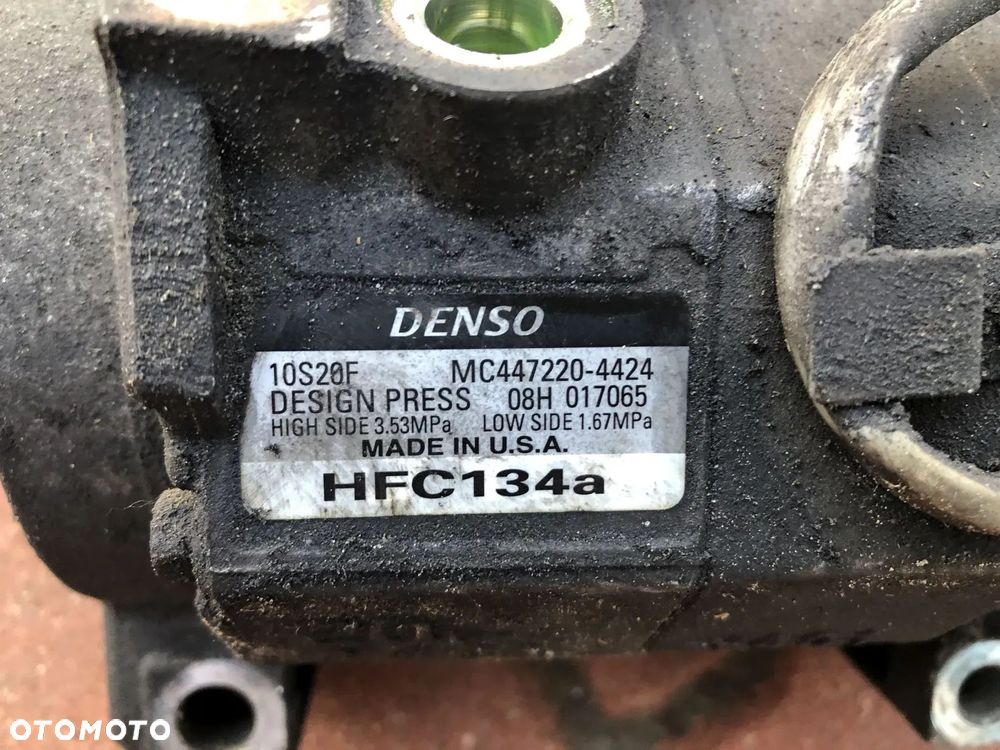 DENSO
10S20F MC447220-4424
DESIGN PRESS 08H 017065
HIGH SIDE 3.53MPa LOW SIDE 1.67MPa
MADE IN U.S.A.
HFC134a
OTOMOTO